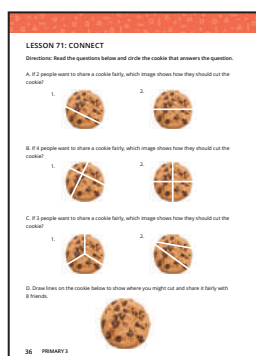 LESSON 71: CONNECT
Directions: Read the questions below and circle the cookie that answers the question.
A. If 2 people want to share a cookie fairly, which image shows how they should cut the
cookie?
1.
2.
B. If 4 people want to share a cookie fairly, which image shows how they should cut the
cookie?
1.
2.
C. If 3 people want to share a cookie fairly, which image shows how they should cut the
cookie?
1.
2.
D. Draw lines on the cookie below to show where you might cut and share it fairly with
8 friends.
36 PRIMARY 3